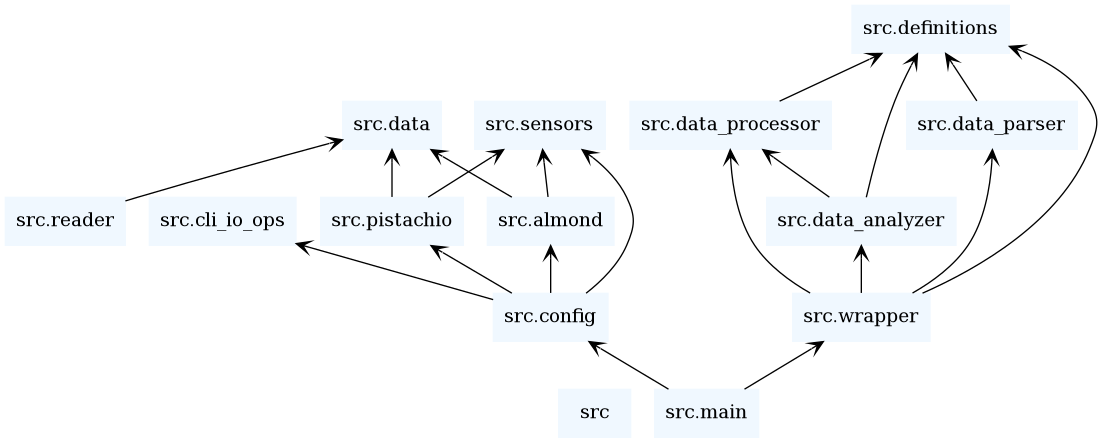 src.definitions
src.data
src.sensors
src.data_processor
src.data_parser
src.reader
src.cli_io_ops
src.pistachio
src.almond
src.data_analyzer
src.config
src.wrapper
src
src.main